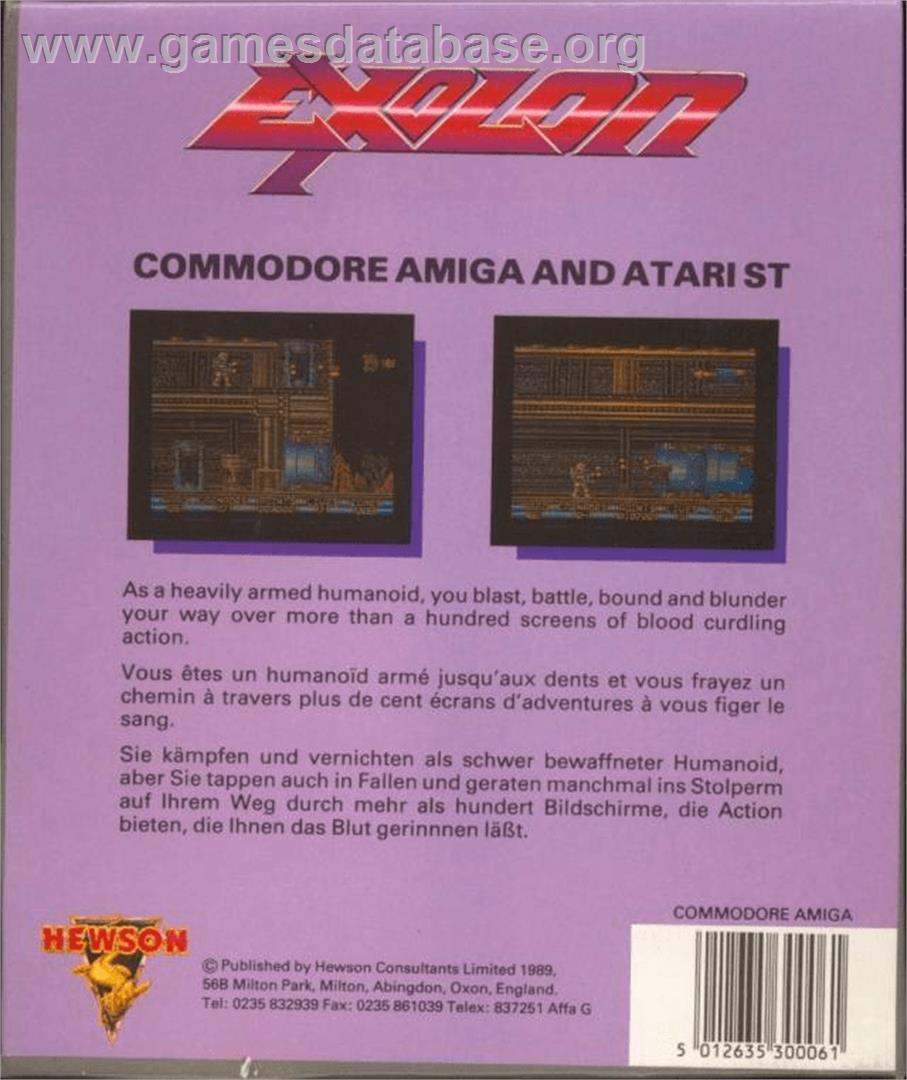 www.gamesdatabase.org
EXOLON
COMMODORE AMIGA AND ATARI ST
As a heavily armed humanoid, you blast, battle, bound and blunder
your way over more than a hundred screens of blood curdling
action.
Vous êtes un humanoïd armé jusqu'aux dents et vous frayez un
chemin à travers plus de cent écrans d'adventures à vous figer le
sang.
Sie kämpfen und vernichten als schwer bewaffneter Humanoid,
aber Sie tappen auch in Fallen und geraten manchmal ins Stolperm
auf Ihrem Weg durch mehr als hundert Bildschirme, die Action
bieten, die Ihnen das Blut gerinnnen läßt.
HEWSON
© Published by Hewson Consultants Limited 1989,
56B Milton Park, Milton, Abingdon, Oxon, England.
Tel: 0235 832939 Fax: 0235 861039 Telex: 837251 Affa G
COMMODORE AMIGA
5 012635 300061